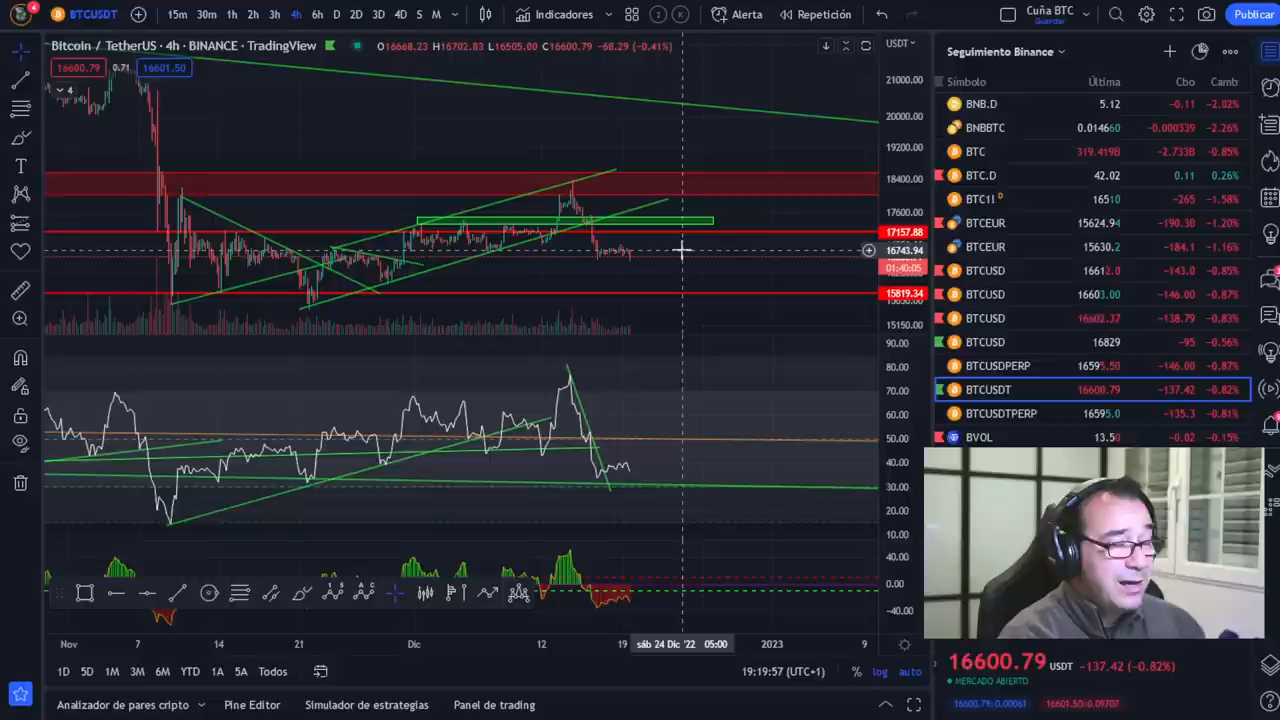 4
BTCUSDT
15m 30m 1h 2h 3h 4h 6h D 2D 3D 4D S M
Indicadores
Alerta
Repetición
Cuña BTC
Guardar
Publicar
Bitcoin / TetherUS · 4h · BINANCE · TradingView
O16668.23 H16702.83 L16505.00 C16600.79 -68.29 (-0.41%)
16600.79 0.71 16601.50
4
USDT
21000.00
20000.00
19200.00
18400.00
17600.00
17157.88
16743.94
01:40:05
15819.34
15150.00
90.00
80.00
70.00
60.00
50.00
40.00
30.00
20.00
10.00
40.00
0.00
-40.00
Nov 7 14 21 Dic 12 19 sáb 24 Dic '22 05:00 2023 9
1D 5D 1M 3M 6M YTD 1A 5A Todos
19:19:57 (UTC+1)
% log auto
Analizador de pares cripto
Pine Editor
Simulador de estrategias
Panel de trading
Seguimiento Binance
Símbolo Última Cbo Camb
BNB.D 5.12 -0.11 -2.02%
BNBBTC 0.014660 -0.000339 -2.26%
BTC 319.419B -2.733B -0.85%
BTC.D 42.02 0.11 0.26%
BTC1! D 16510 -265 -1.58%
BTCEUR 15624.94 -190.30 -1.20%
BTCEUR 15630.2 -184.1 -1.16%
BTCUSD 16612.0 -143.0 -0.85%
BTCUSD 16603.00 -146.00 -0.87%
BTCUSD 16602.37 -138.79 -0.83%
BTCUSD 16829 -95 -0.56%
BTCUSDPERP 16595.50 -146.00 -0.87%
BTCUSDT 16600.79 -137.42 -0.82%
BTCUSDTPERP 16595.0 -135.3 -0.81%
BVOL 13.50 -0.02 -0.15%
16600.79 USDT -137.42 (-0.82%)
MERCADO ABIERTO
16600.79×0.00061 16601.50×0.09707